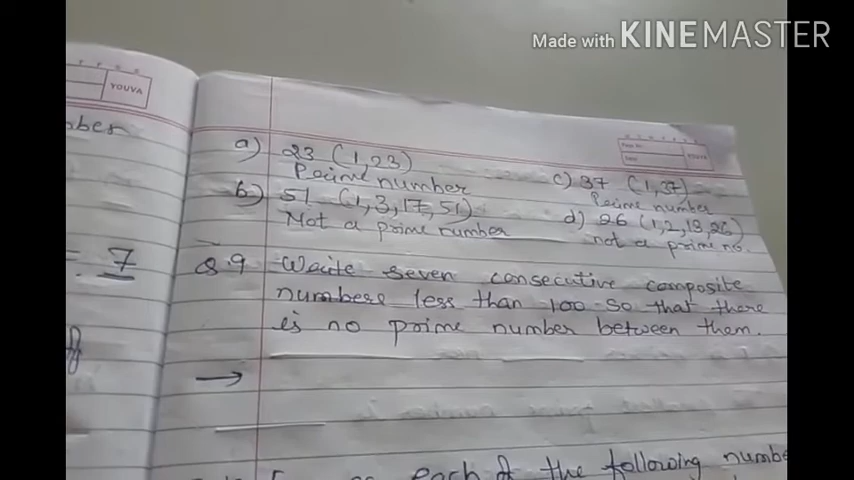 Made with KINEMASTER
YOUVA
YOUVA
ber
a) 23 (1,23)
Prime number
b) 51 (1,3,17,51)
Not a prime number
c) 37 (1,37)
Prime number
d) 26 (1,2,13,26)
not a prime no.
= 7
Q.9 Write seven consecutive composite
numbers less than 100 so that there
is no prime number between them.
→
each of the following numbe